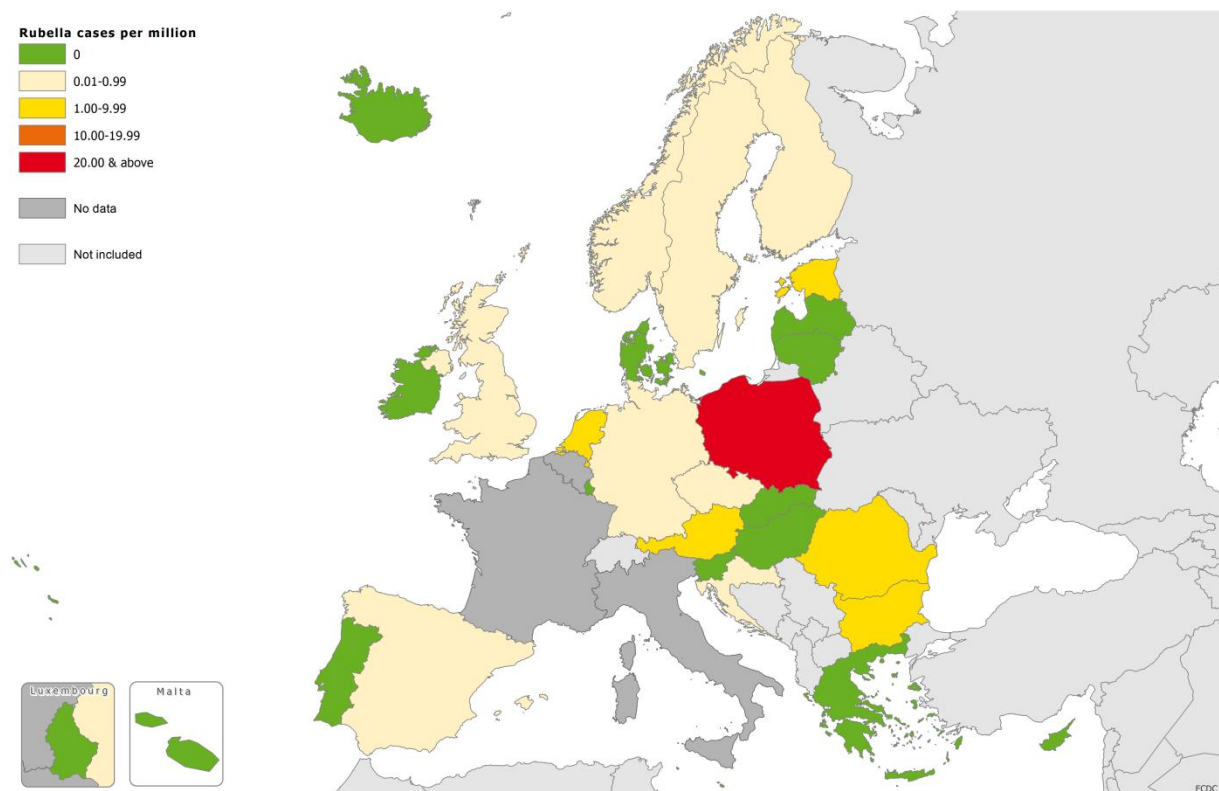 Rubella cases per million
0
0.01-0.99
1.00-9.99
10.00-19.99
20.00 & above
No data
Not included
Luxembourg
Malta
ECDC